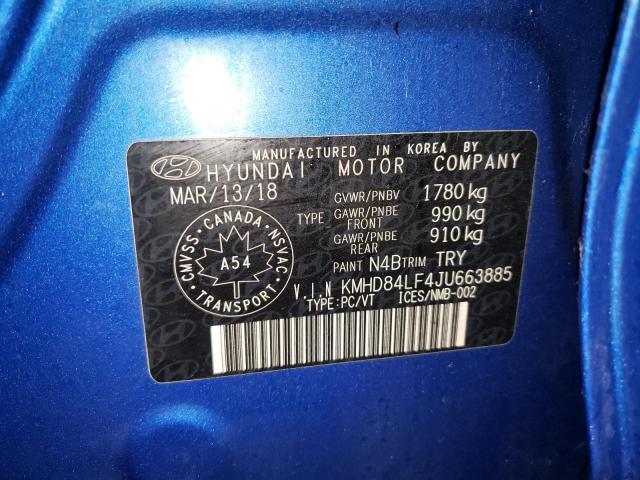 MANUFACTURED IN KOREA BY
HYUNDAI MOTOR COMPANY
MAR/13/18
GVWR/PNBV 1780 kg
TYPE GAWR/PNBE FRONT 990 kg
GAWR/PNBE REAR 910 kg
PAINT N4B TRIM TRY
CMVSS · CANADA · NSVAC
A54
TRANSPORT
V.I.N KMHD84LF4JU663885
TYPE:PC/VT ICES/NMB-002